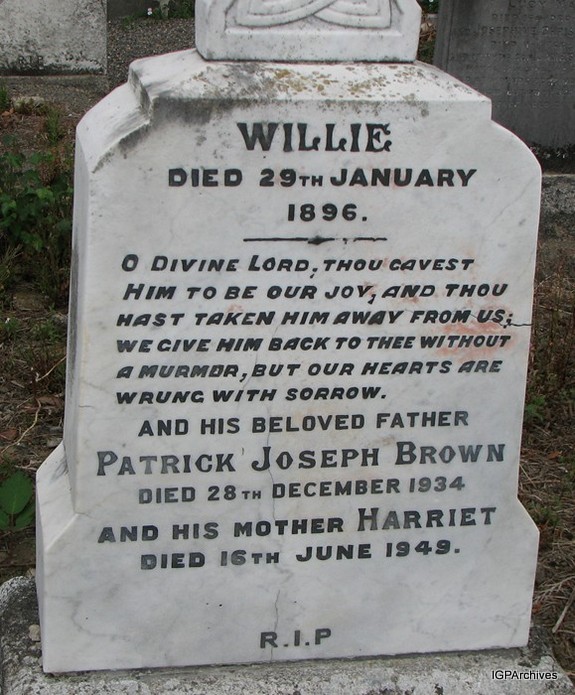 WILLIE
DIED 29TH JANUARY
1896.
O DIVINE LORD, THOU GAVEST
HIM TO BE OUR JOY, AND THOU
HAST TAKEN HIM AWAY FROM US;
WE GIVE HIM BACK TO THEE WITHOUT
A MURMOR, BUT OUR HEARTS ARE
WRUNG WITH SORROW.
AND HIS BELOVED FATHER
PATRICK JOSEPH BROWN
DIED 28TH DECEMBER 1934
AND HIS MOTHER HARRIET
DIED 16TH JUNE 1949.
R.I.P
R.I.P.
IGPArchives